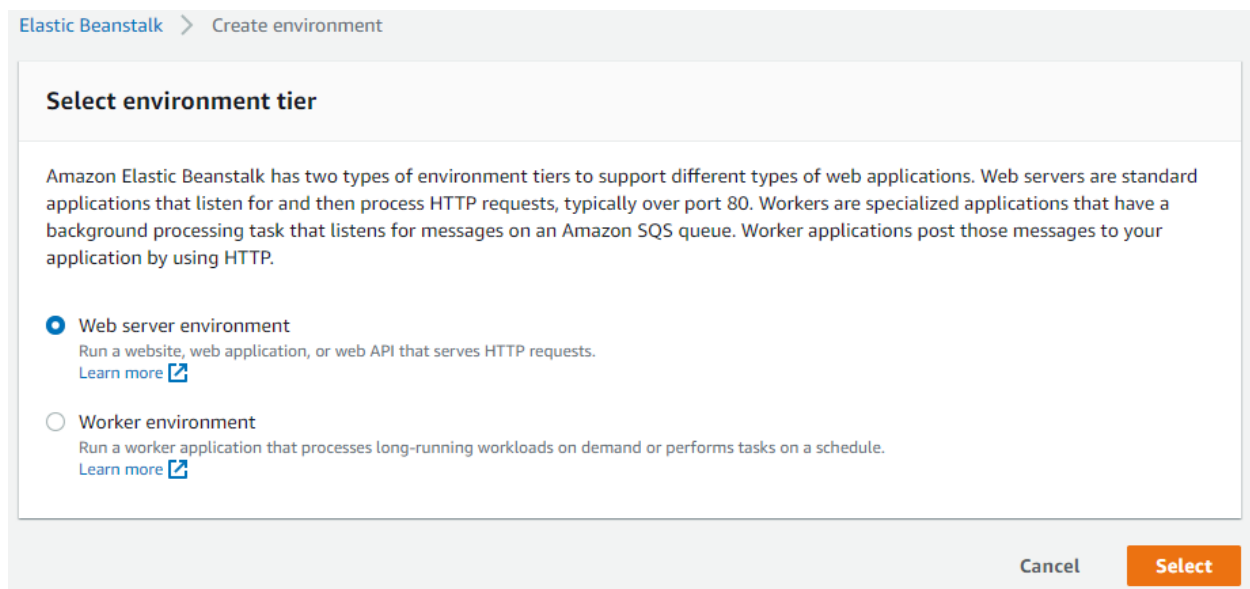 Elastic Beanstalk > Create environment
Select environment tier
Amazon Elastic Beanstalk has two types of environment tiers to support different types of web applications. Web servers are standard
applications that listen for and then process HTTP requests, typically over port 80. Workers are specialized applications that have a
background processing task that listens for messages on an Amazon SQS queue. Worker applications post those messages to your
application by using HTTP.
Web server environment
Run a website, web application, or web API that serves HTTP requests.
Learn more
Worker environment
Run a worker application that processes long-running workloads on demand or performs tasks on a schedule.
Learn more
Cancel Select